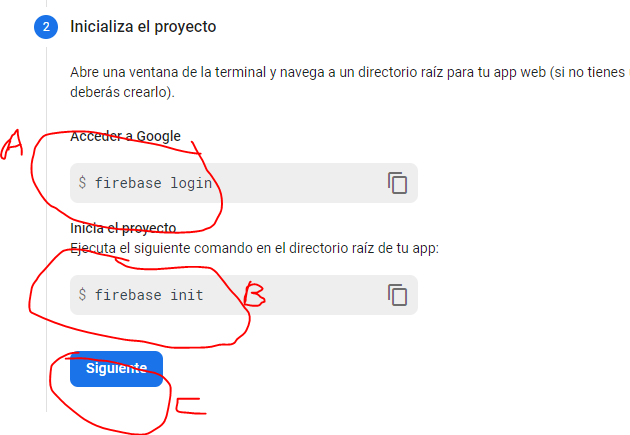 2 Inicializa el proyecto
Abre una ventana de la terminal y navega a un directorio raíz para tu app web (si no tienes
deberás crearlo).
A
Acceder a Google
$ firebase login
Inicia el proyecto
Ejecuta el siguiente comando en el directorio raíz de tu app:
$ firebase init
B
Siguiente